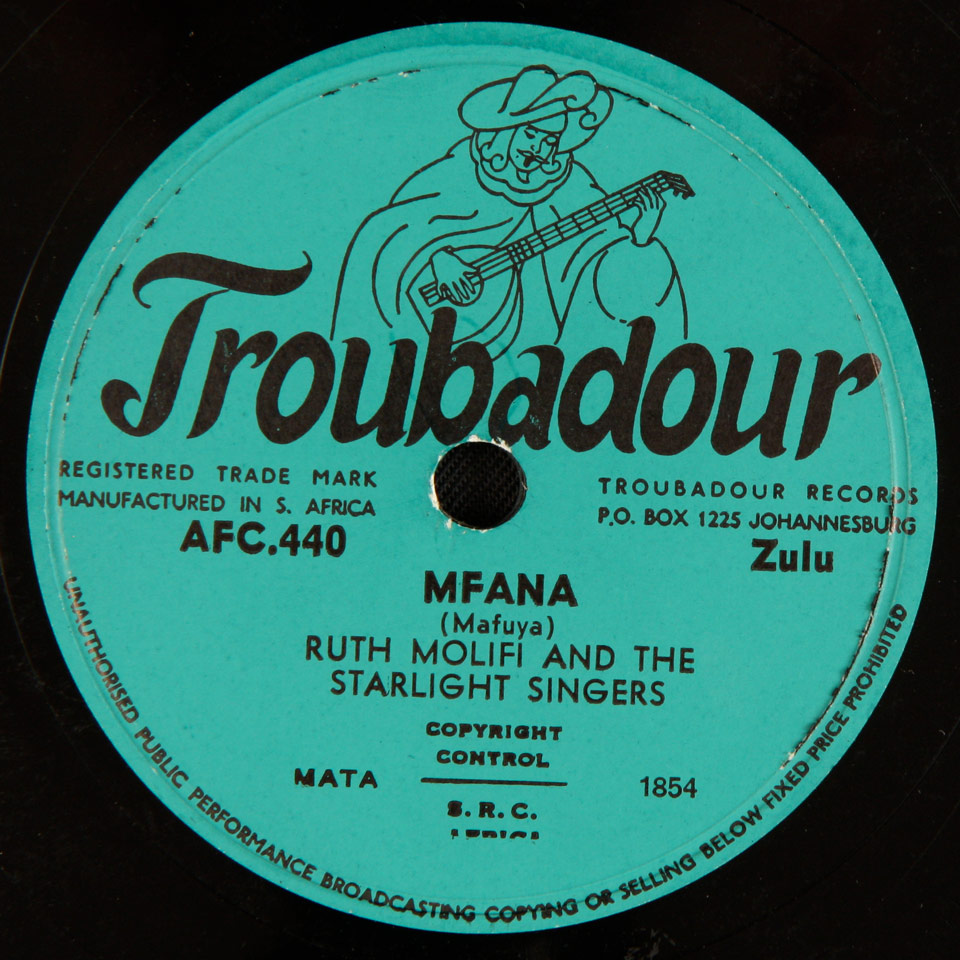 Troubadour
REGISTERED TRADE MARK
MANUFACTURED IN S. AFRICA
AFC.440
TROUBADOUR RECORDS
P.O. BOX 1225 JOHANNESBURG
Zulu
MFANA
(Mafuya)
RUTH MOLIFI AND THE
STARLIGHT SINGERS
COPYRIGHT
CONTROL
MATA
1854
S. R. C.
UNAUTHORISED PUBLIC PERFORMANCE BROADCASTING COPYING OR SELLING BELOW FIXED PRICE PROHIBITED